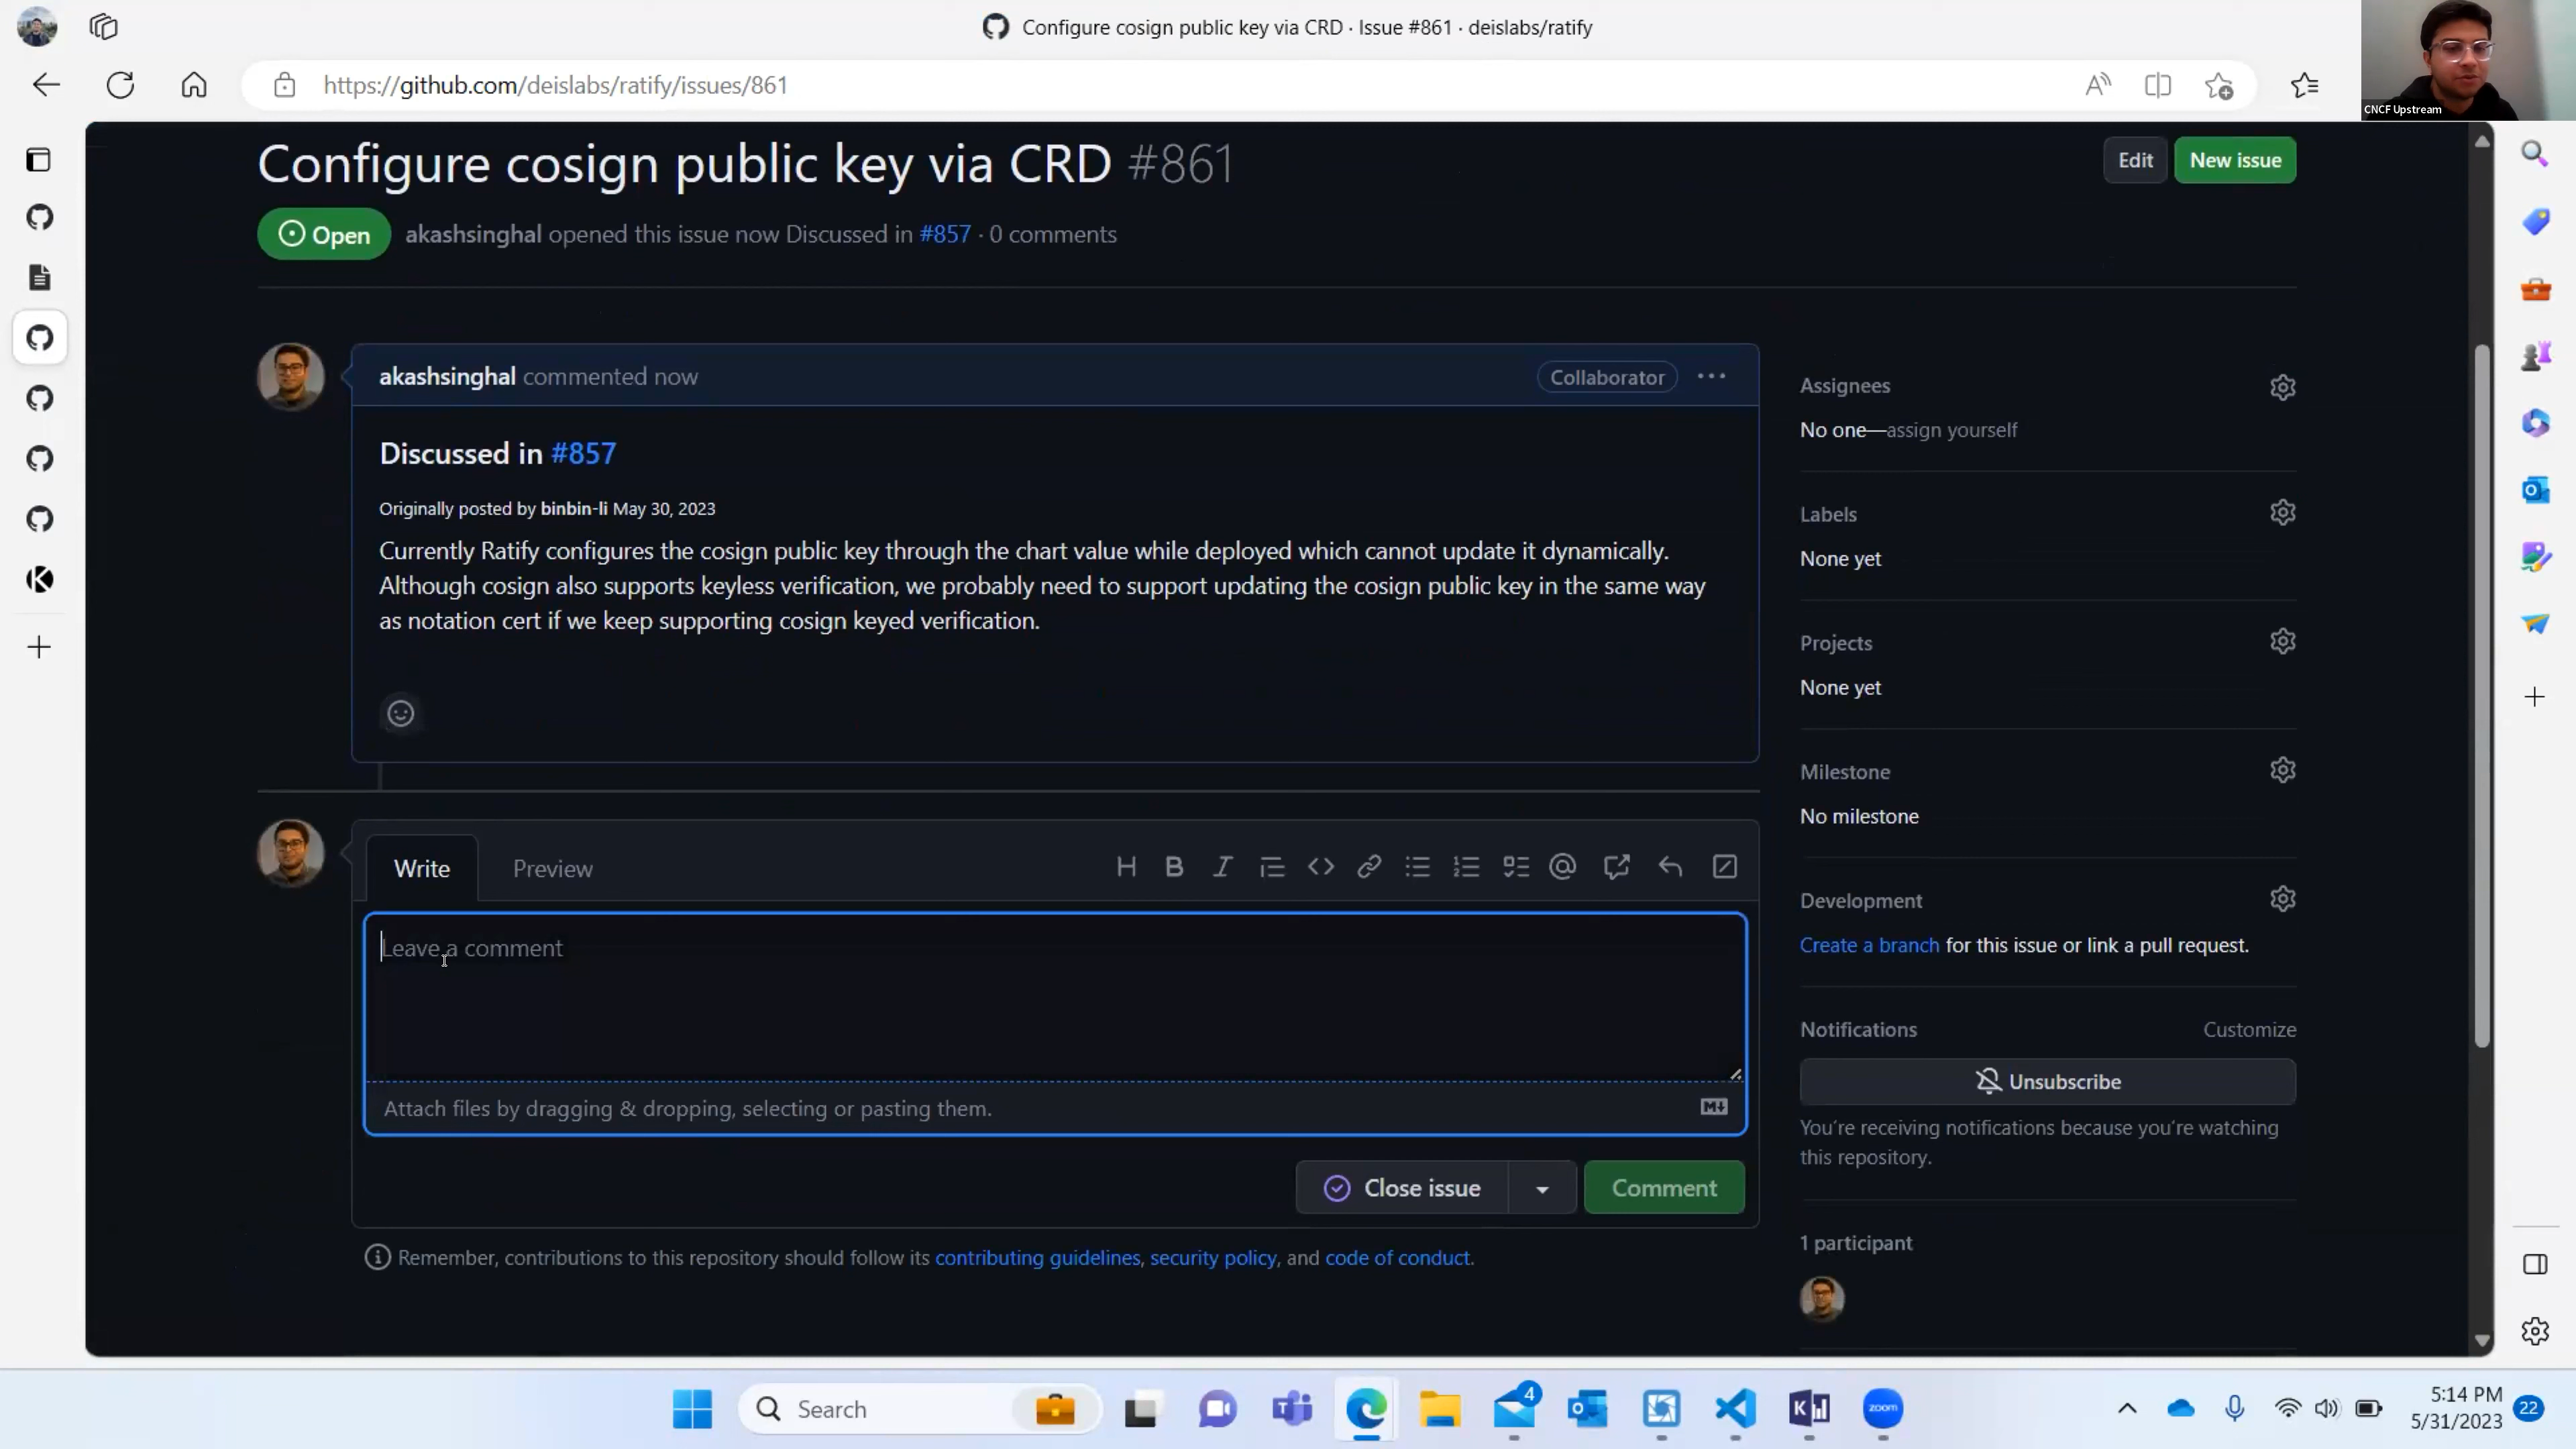 Configure cosign public key via CRD · Issue #861 · deislabs/ratify
https://github.com/deislabs/ratify/issues/861
CNCF Upstream
Configure cosign public key via CRD #861
Edit
New issue
Open
akashsinghal opened this issue now Discussed in #857 · 0 comments
akashsinghal commented now
Collaborator
Discussed in #857
Originally posted by binbin-li May 30, 2023
Currently Ratify configures the cosign public key through the chart value while deployed which cannot update it dynamically.
Although cosign also supports keyless verification, we probably need to support updating the cosign public key in the same way
as notation cert if we keep supporting cosign keyed verification.
Assignees
No one—assign yourself
Labels
None yet
Projects
None yet
Milestone
No milestone
Development
Create a branch for this issue or link a pull request.
Notifications
Customize
Unsubscribe
You're receiving notifications because you're watching
this repository.
1 participant
Write
Preview
Leave a comment
Attach files by dragging & dropping, selecting or pasting them.
Close issue
Comment
Remember, contributions to this repository should follow its contributing guidelines, security policy, and code of conduct.
Search
4
zoom
5:14 PM
5/31/2023
22